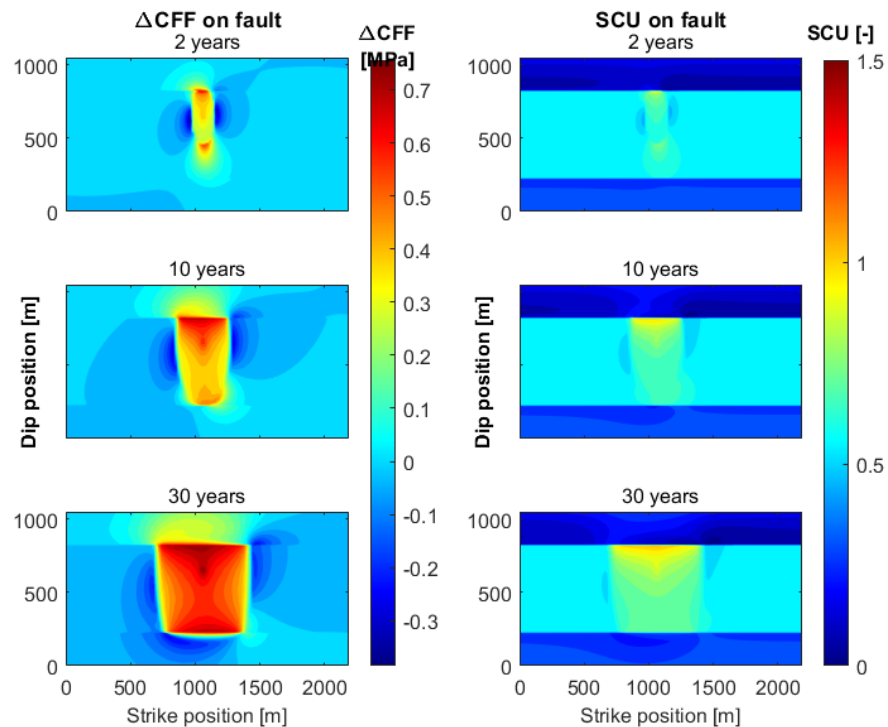 ΔCFF on fault
2 years
ΔCFF
[MPa]
1000
500
0
0.7
0.6
0.5
0.4
0.3
0.2
0.1
0
-0.1
-0.2
-0.3
10 years
Dip position [m]
30 years
1000
500
0
0 500 1000 1500 2000
Strike position [m]
SCU on fault
2 years
SCU [-]
1000
500
0
1.5
1
0.5
0
10 years
Dip position [m]
30 years
1000
500
0
0 500 1000 1500 2000
Strike position [m]